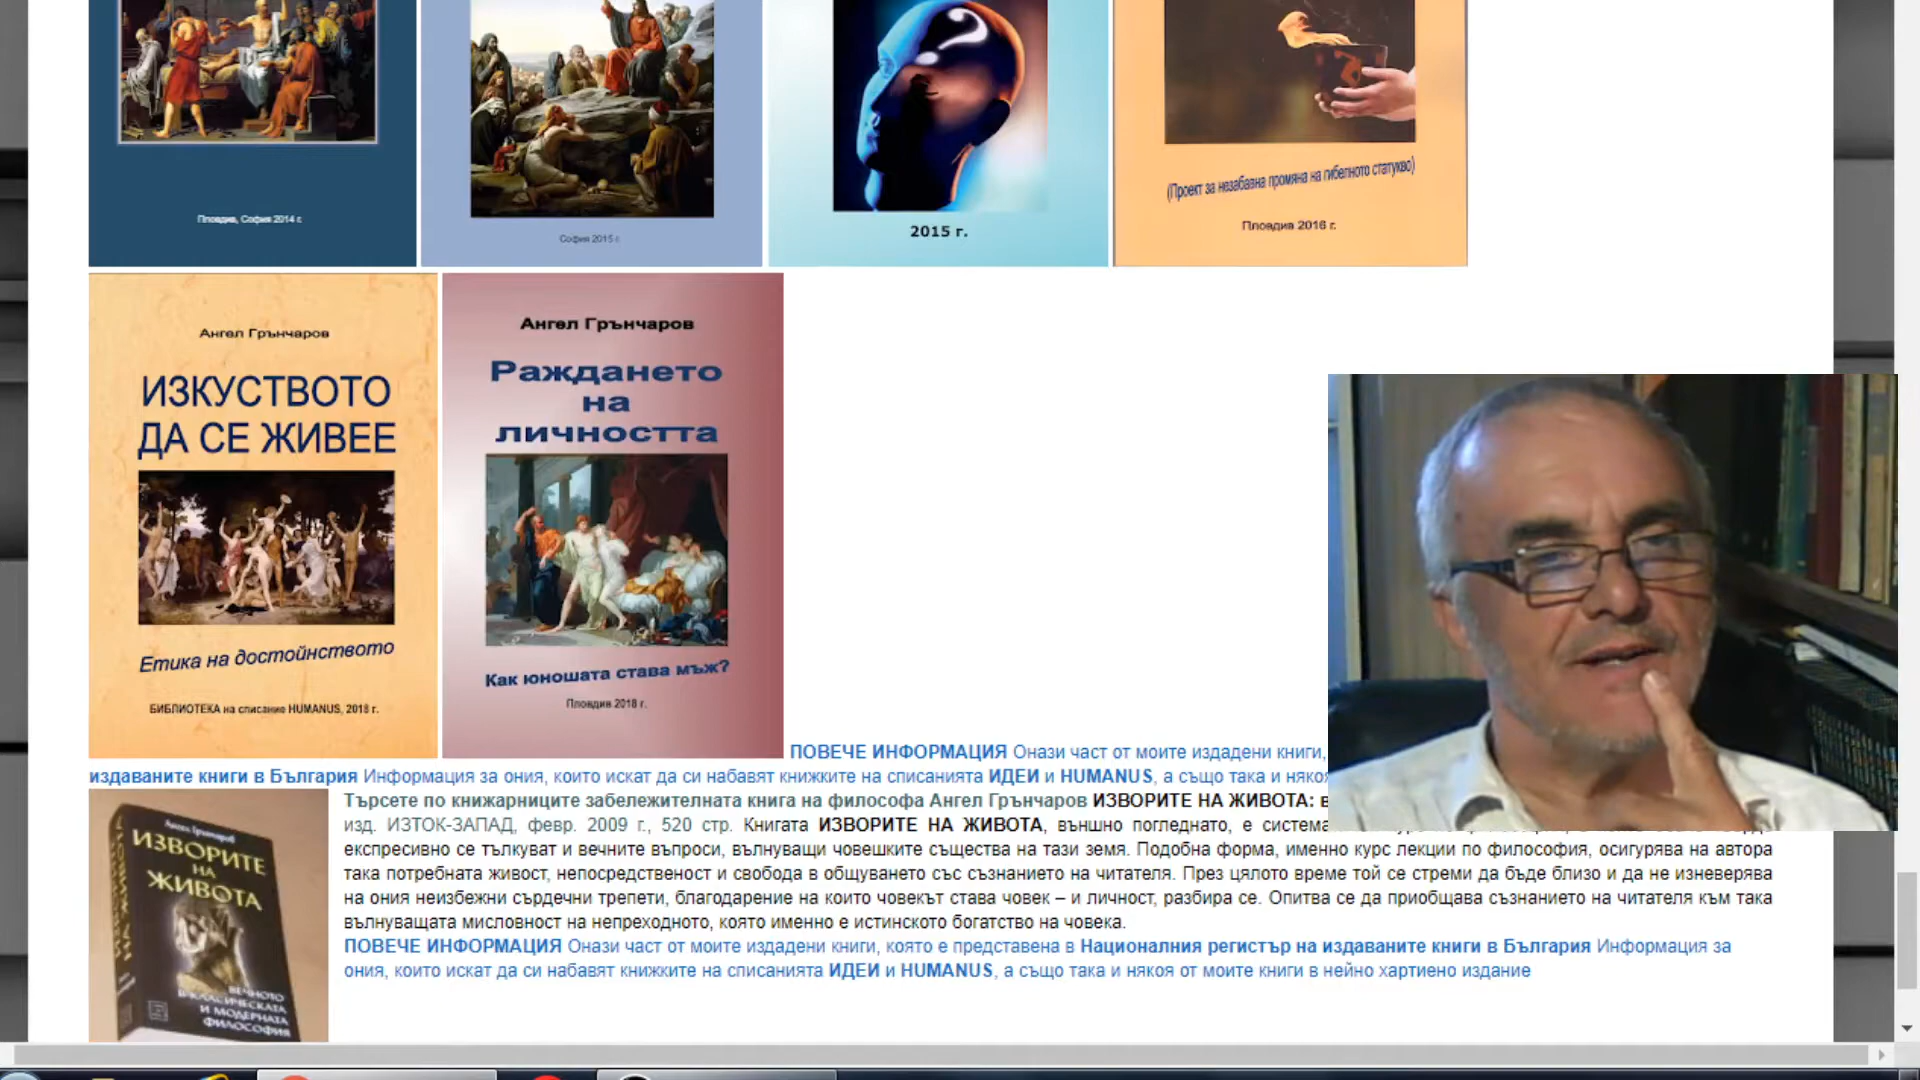 Пловдив, София 2014 г.
София 2015 г.
?
2015 г.
(Проект за незабавна промяна на гибелното статукво)
Пловдив 2016 г.
Ангел Грънчаров
ИЗКУСТВОТО
ДА СЕ ЖИВЕЕ
Етика на достойнството
БИБЛИОТЕКА на списание HUMANUS, 2018 г.
Ангел Грънчаров
Раждането
на
личността
Как юношата става мъж?
Пловдив 2018 г.
ПОВЕЧЕ ИНФОРМАЦИЯ Онази част от моите издадени книги,
издаваните книги в България Информация за ония, които искат да си набавят книжките на списанията ИДЕИ и HUMANUS, а също така и някоя
Търсете по книжарниците забележителната книга на философа Ангел Грънчаров ИЗВОРИТЕ НА ЖИВОТА:
изд. ИЗТОК-ЗАПАД, февр. 2009 г., 520 стр. Книгата ИЗВОРИТЕ НА ЖИВОТА, външно погледнато, е
експресивно се тълкуват и вечните въпроси, вълнуващи човешките същества на тази земя. Подобна форма, именно курс лекции по философия, осигурява на автора
така потребната живост, непосредственост и свобода в общуването със съзнанието на читателя. През цялото време той се стреми да бъде близо и да не изневерява
на ония неизбежни сърдечни трепети, благодарение на които човекът става човек – и личност, разбира се. Опитва се да приобщава съзнанието на читателя към така
вълнуващата мисловност на непреходното, която именно е истинското богатство на човека.
ПОВЕЧЕ ИНФОРМАЦИЯ Онази част от моите издадени книги, която е представена в Националния регистър на издаваните книги в България Информация за
ония, които искат да си набавят книжките на списанията ИДЕИ и HUMANUS, а също така и някоя от моите книги в нейно хартиено издание
Ангел Грънчаров
ИЗВОРИТЕ
НА
ЖИВОТА
ВЕЧНОТО
В КЛАСИЧЕСКАТА
И МОДЕРНАТА
ФИЛОСОФИЯ